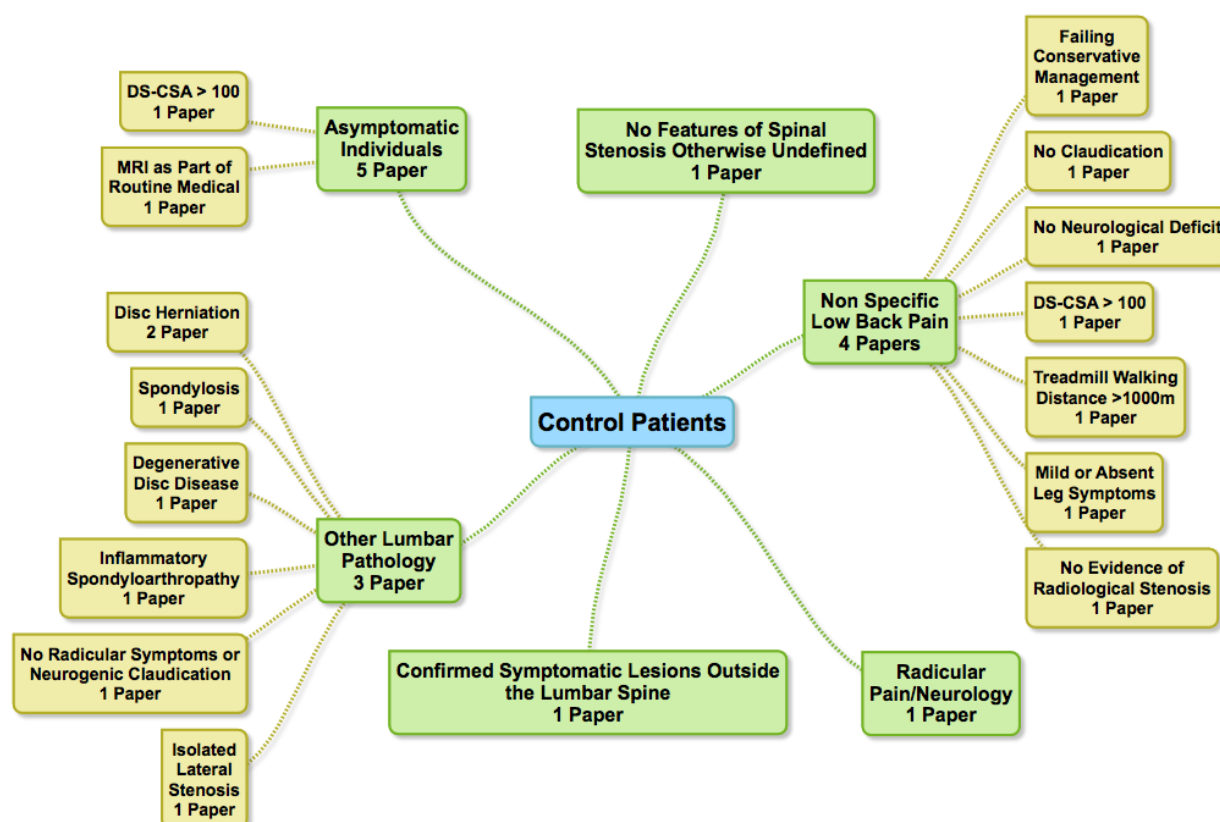 DS-CSA > 100
1 Paper
MRI as Part of
Routine Medical
1 Paper
Asymptomatic
Individuals
5 Paper
No Features of Spinal
Stenosis Otherwise Undefined
1 Paper
Failing
Conservative
Management
1 Paper
No Claudication
1 Paper
No Neurological Deficit
1 Paper
Non Specific
Low Back Pain
4 Papers
DS-CSA > 100
1 Paper
Treadmill Walking
Distance >1000m
1 Paper
Mild or Absent
Leg Symptoms
1 Paper
No Evidence of
Radiological Stenosis
1 Paper
Control Patients
Disc Herniation
2 Paper
Spondylosis
1 Paper
Degenerative
Disc Disease
1 Paper
Inflammatory
Spondyloarthropathy
1 Paper
No Radicular Symptoms or
Neurogenic Claudication
1 Paper
Isolated
Lateral
Stenosis
1 Paper
Other Lumbar
Pathology
3 Paper
Confirmed Symptomatic Lesions Outside
the Lumbar Spine
1 Paper
Radicular
Pain/Neurology
1 Paper